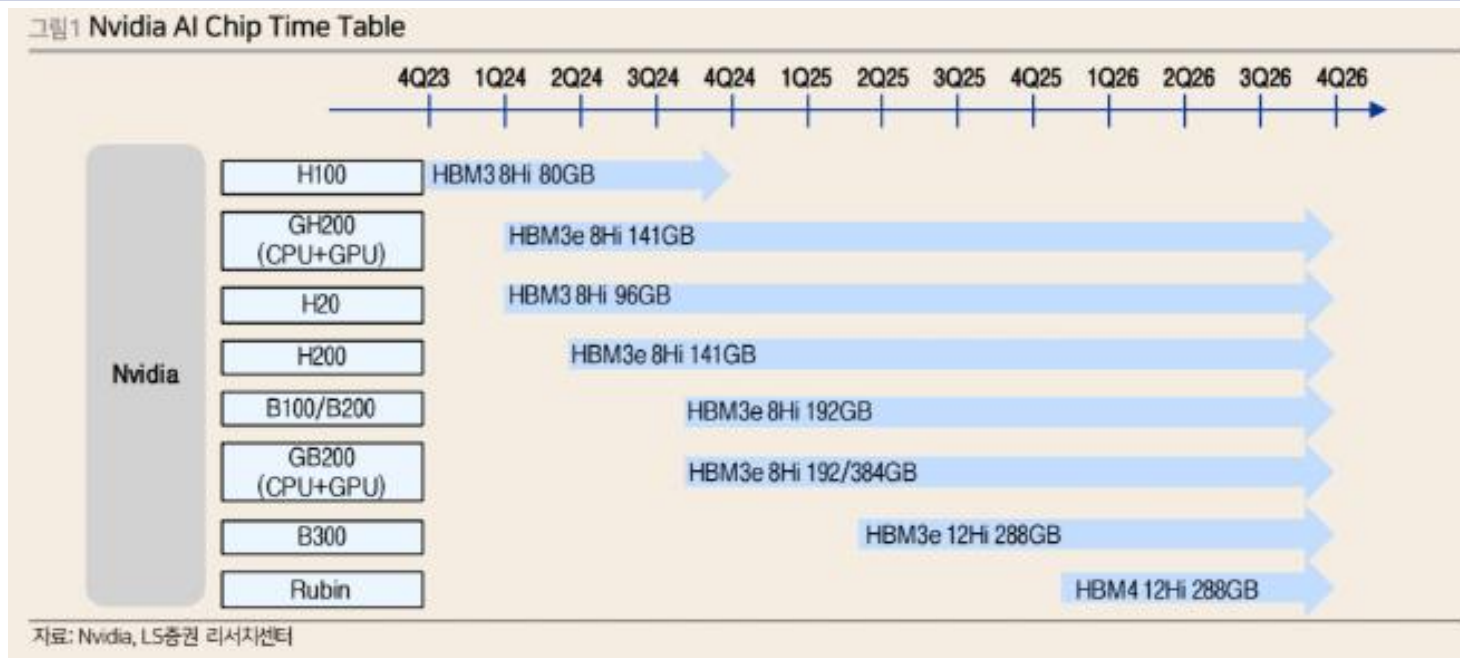 그림1 Nvidia AI Chip Time Table
4Q23 1Q24 2Q24 3Q24 4Q24 1Q25 2Q25 3Q25 4Q25 1Q26 2Q26 3Q26 4Q26
Nvidia
H100 HBM3 8Hi 80GB
GH200
(CPU+GPU)
HBM3e 8Hi 141GB
H20 HBM3 8Hi 96GB
H200 HBM3e 8Hi 141GB
B100/B200 HBM3e 8Hi 192GB
GB200
(CPU+GPU)
HBM3e 8Hi 192/384GB
B300 HBM3e 12Hi 288GB
Rubin HBM4 12Hi 288GB
자료: Nvidia, LS증권 리서치센터